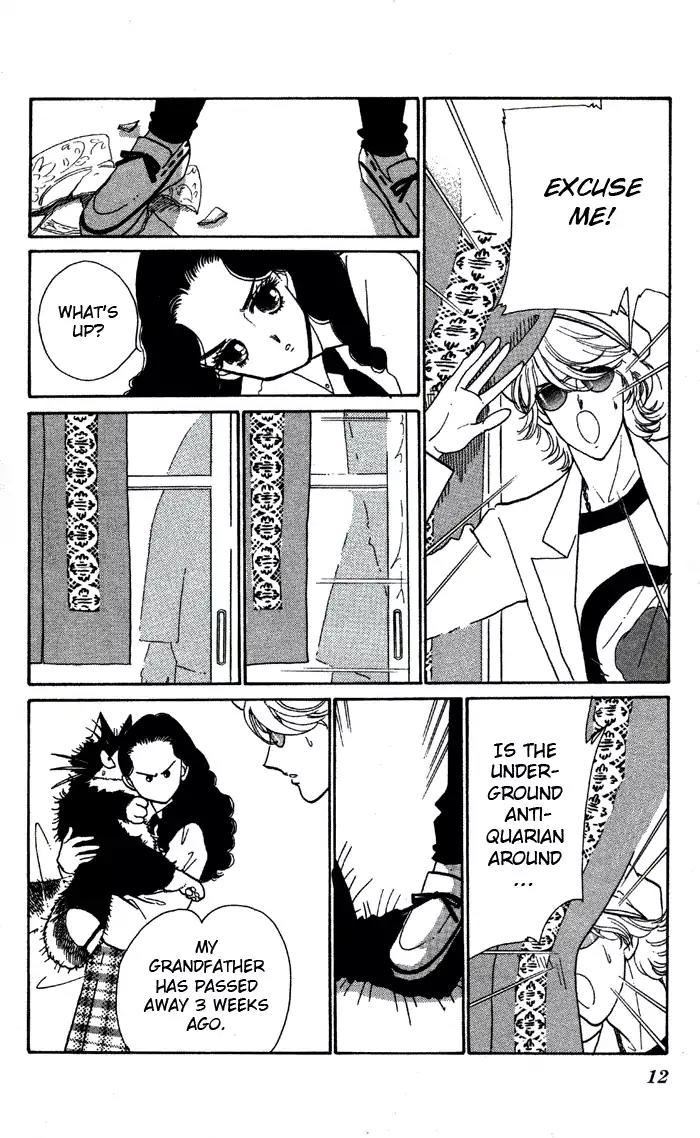 EXCUSE
ME!
WHAT'S
UP?
IS THE
UNDER-
GROUND
ANTI-
QUARIAN
AROUND
...
MY
GRANDFATHER
HAS PASSED
AWAY 3 WEEKS
AGO.
12